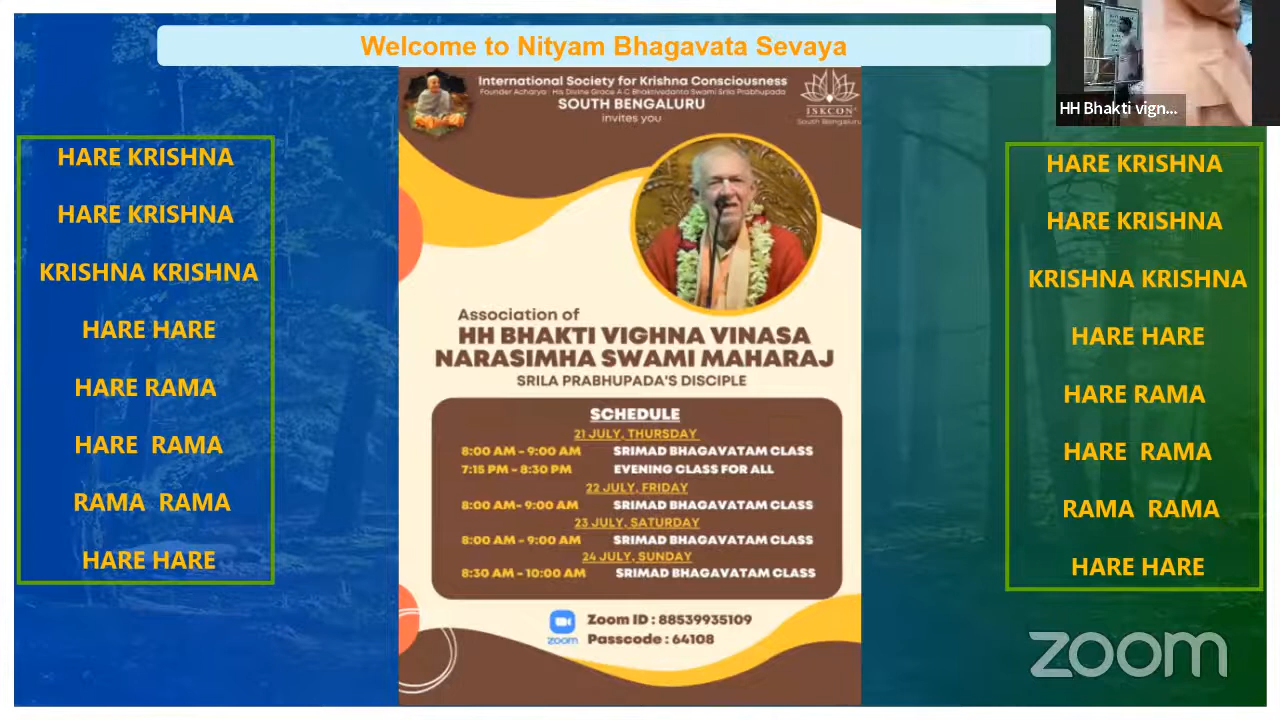 Welcome to Nityam Bhagavata Sevaya
HH Bhakti vign...
HARE KRISHNA
HARE KRISHNA
KRISHNA KRISHNA
HARE HARE
HARE RAMA
HARE RAMA
RAMA RAMA
HARE HARE
International Society for Krishna Consciousness
Founder Acharya : His Divine Grace A.C Bhaktivedanta Swami Srila Prabhupada
SOUTH BENGALURU
invites you
ISKCON
South Bengaluru
Association of
HH BHAKTI VIGHNA VINASA
NARASIMHA SWAMI MAHARAJ
SRILA PRABHUPADA'S DISCIPLE
SCHEDULE
21 JULY, THURSDAY
8:00 AM - 9:00 AM SRIMAD BHAGAVATAM CLASS
7:15 PM - 8:30 PM EVENING CLASS FOR ALL
22 JULY, FRIDAY
8:00 AM- 9:00 AM SRIMAD BHAGAVATAM CLASS
23 JULY, SATURDAY
8:00 AM - 9:00 AM SRIMAD BHAGAVATAM CLASS
24 JULY, SUNDAY
8:30 AM - 10:00 AM SRIMAD BHAGAVATAM CLASS
zoom
Zoom ID : 88539935109
Passcode : 64108
HARE KRISHNA
HARE KRISHNA
KRISHNA KRISHNA
HARE HARE
HARE RAMA
HARE RAMA
RAMA RAMA
HARE HARE
zoom